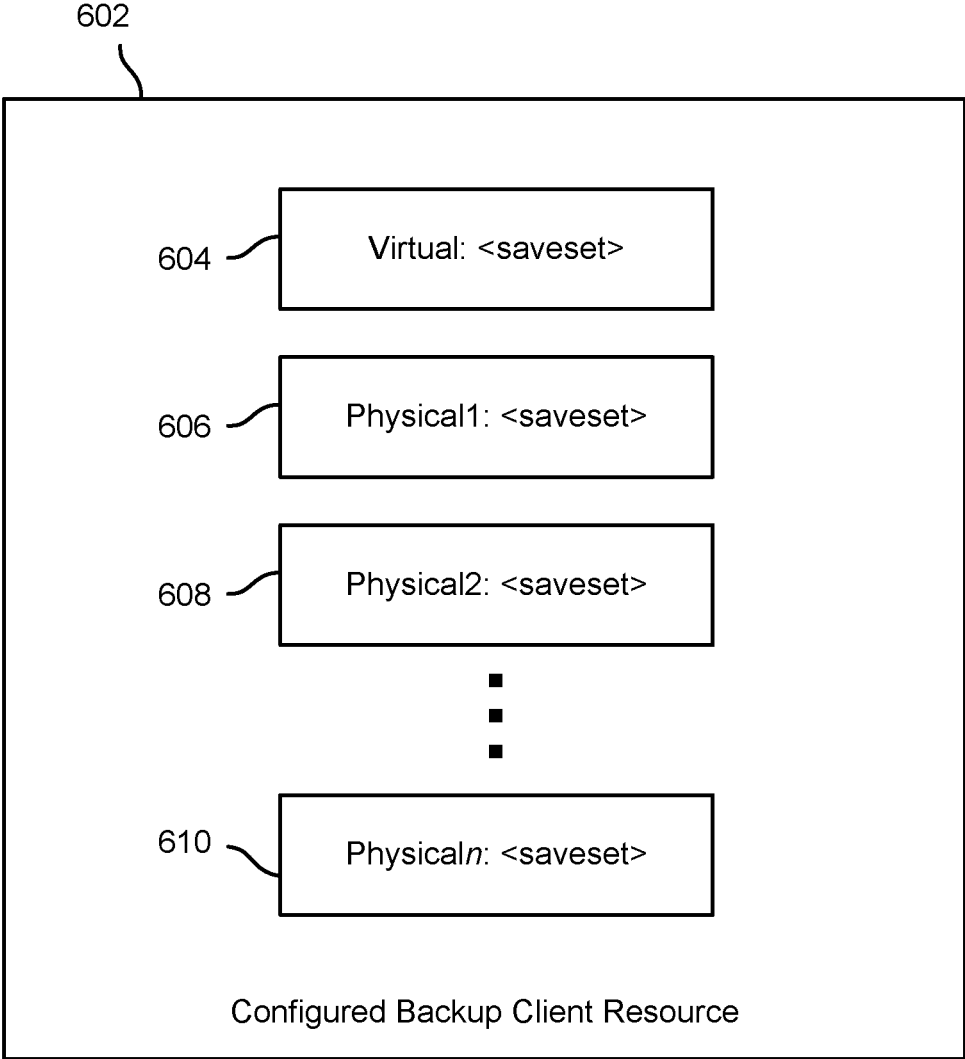 602
604
Virtual: <saveset>
606
Physical1: <saveset>
608
Physical2: <saveset>
610
Physicaln: <saveset>
Configured Backup Client Resource